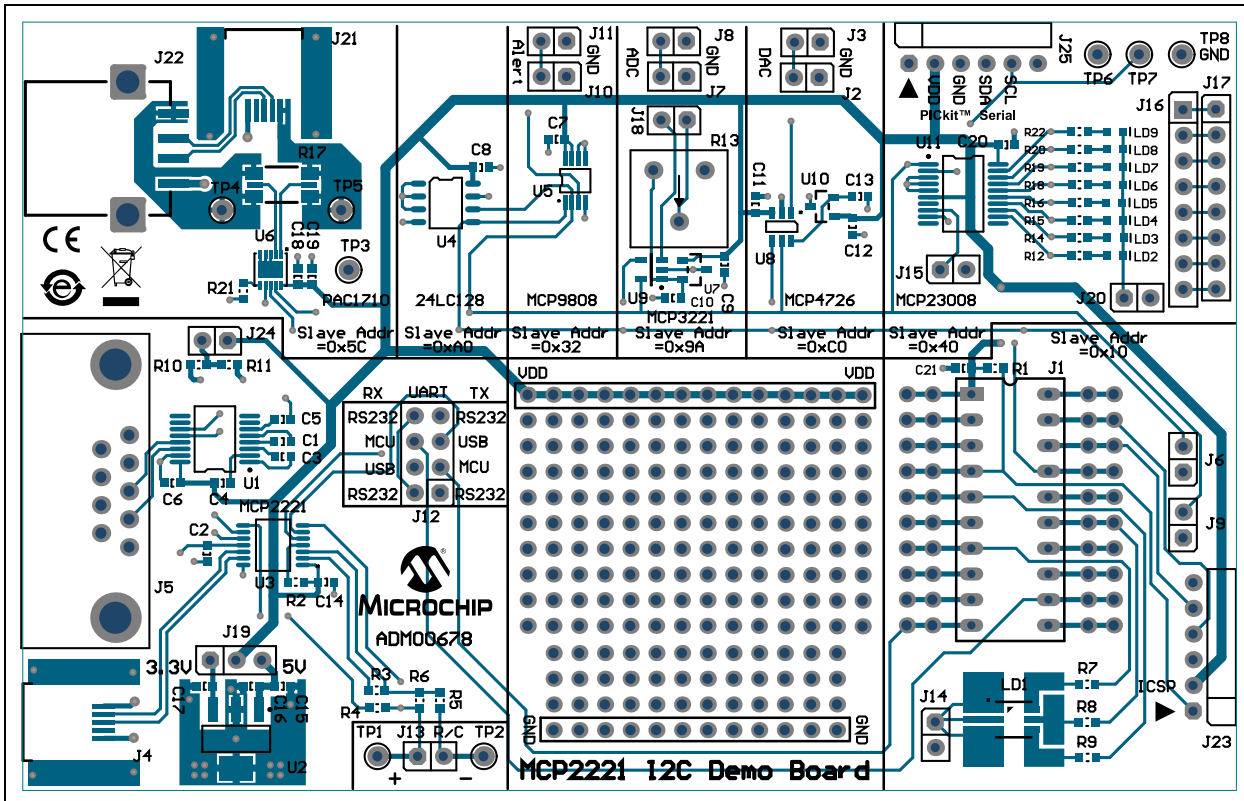 J22
J21
R17
TP4
TP5
U6
C18
C19
TP3
R21
PAC1710
Slave Addr
=0x5C
C8
U4
24LC128
Slave Addr
=0xA0
J11
Alert
GND
J10
C7
U5
MCP9808
Slave Addr
=0x32
J8
ADC
GND
J7
J18
R13
U9
U7
C10
C9
MCP3221
Slave Addr
=0x9A
J3
DAC
GND
J2
C11
U10
C13
U8
C12
MCP4726
Slave Addr
=0xC0
J25
VDD
GND
SDA
SCL
PICkit™ Serial
TP6
TP7
TP8
GND
J16
J17
U11
C20
R22
LD9
R20
LD8
R19
LD7
R18
LD6
R16
LD5
R15
LD4
R14
LD3
R12
LD2
J15
J20
MCP23008
Slave Addr
=0x40
Slave Addr
=0x10
J24
R10
R11
C5
C1
C3
U1
C6
C4
MCP2221
C2
U3
R2
C14
J5
RX
UART
TX
RS232
RS232
MCU
USB
USB
MCU
RS232
RS232
J12
MICROCHIP
ADM00678
VDD
VDD
GND
GND
C21
R1
J1
J6
J9
J19
3.3V
5V
C17
C16
C15
U2
J4
R3
R6
R4
R5
TP1
J13
R/C
TP2
+
-
MCP2221 I2C Demo Board
J14
LD1
R7
R8
R9
ICSP
J23